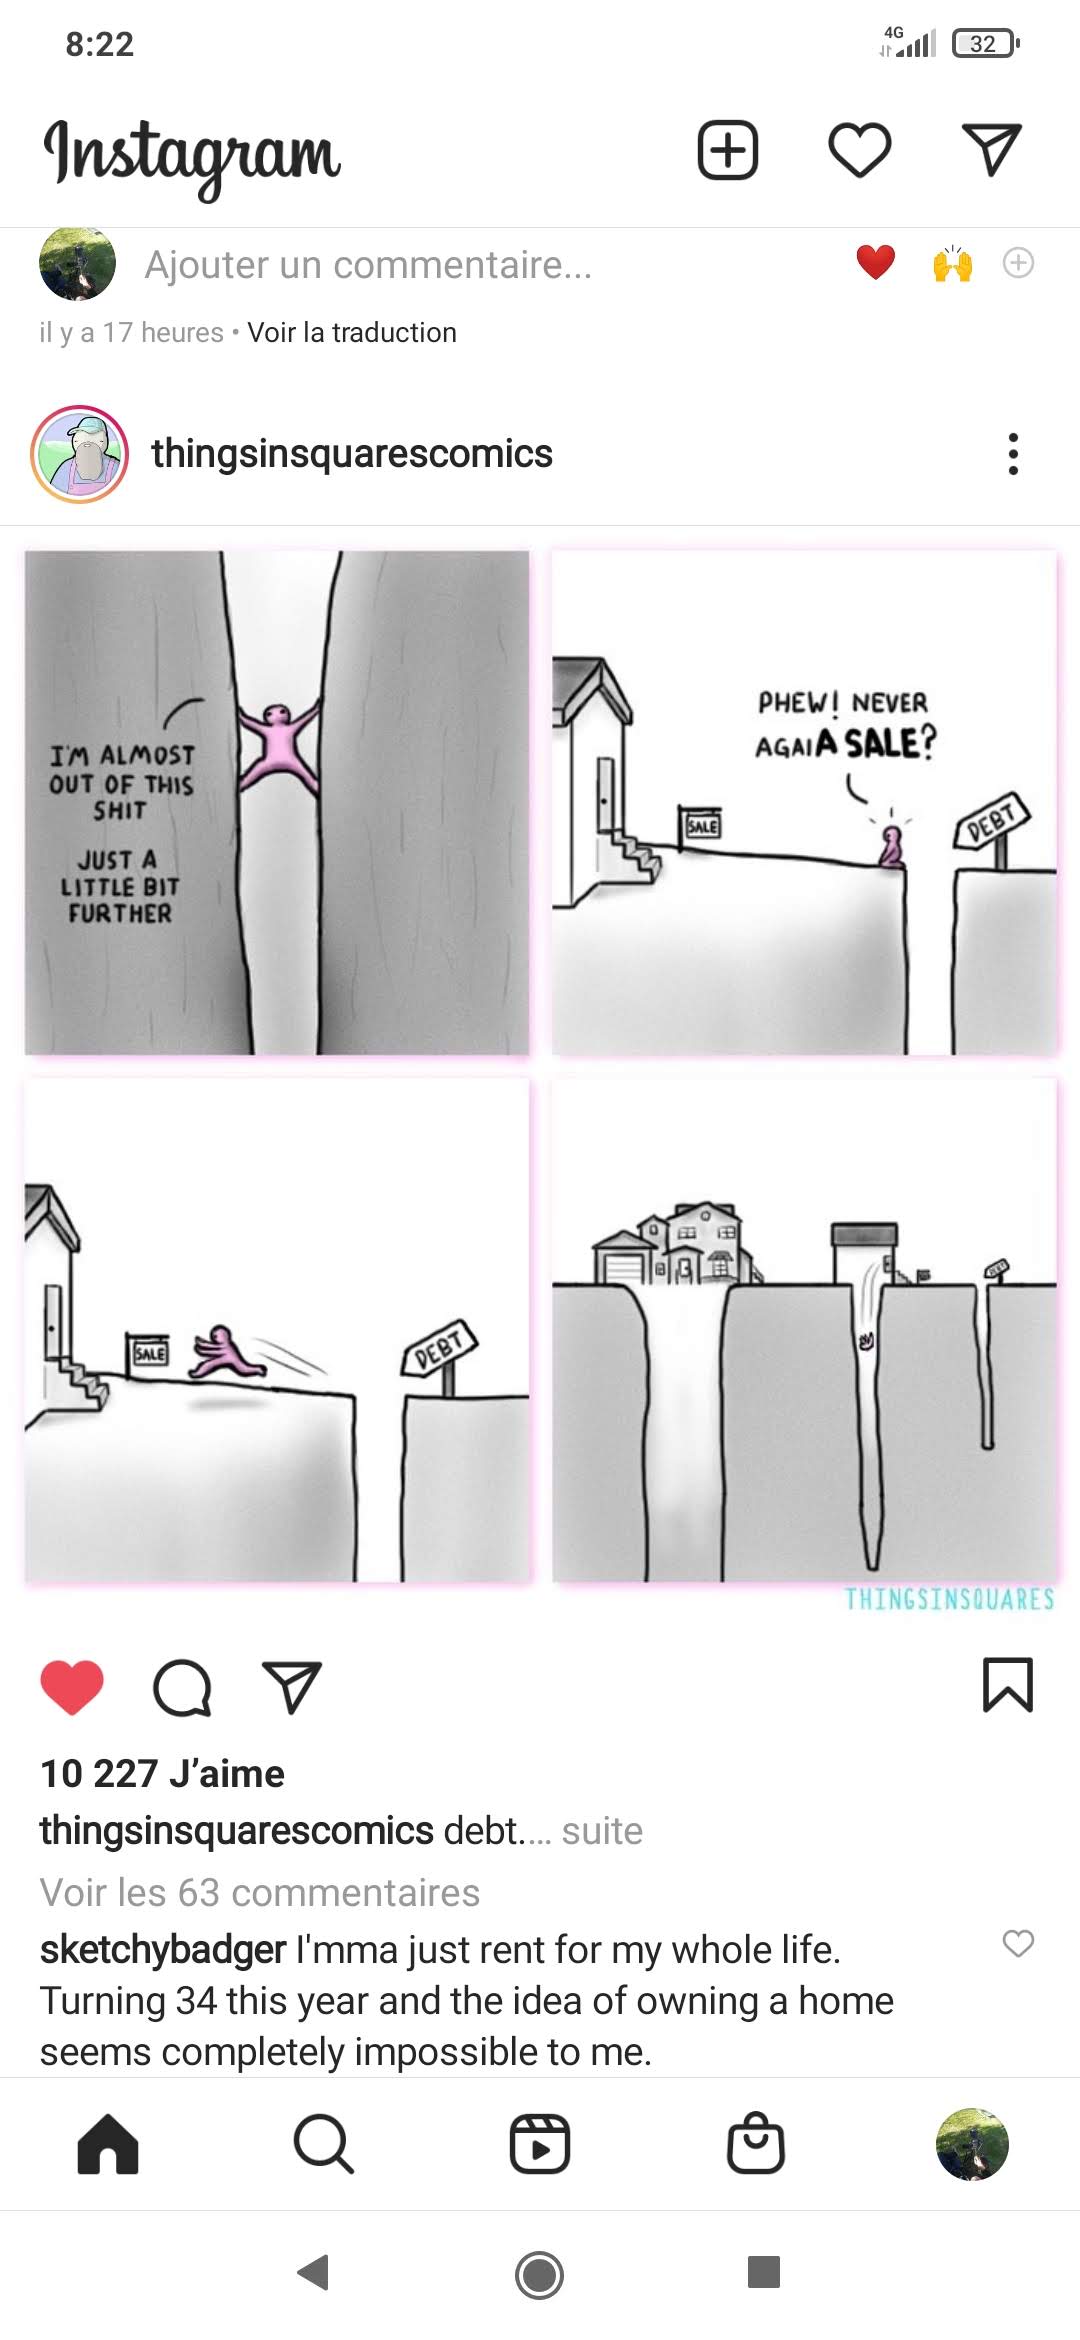 8:22
4G
32
Instagram
Ajouter un commentaire...
il y a 17 heures • Voir la traduction
thingsinsquarescomics
I'M ALMOST
OUT OF THIS
SHIT
JUST A
LITTLE BIT
FURTHER
PHEW! NEVER
AGAIA SALE?
SALE
DEBT
SALE
DEBT
DEBT
THINGSINSQUARES
10 227 J'aime
thingsinsquarescomics debt.... suite
Voir les 63 commentaires
sketchybadger I'mma just rent for my whole life.
Turning 34 this year and the idea of owning a home
seems completely impossible to me.